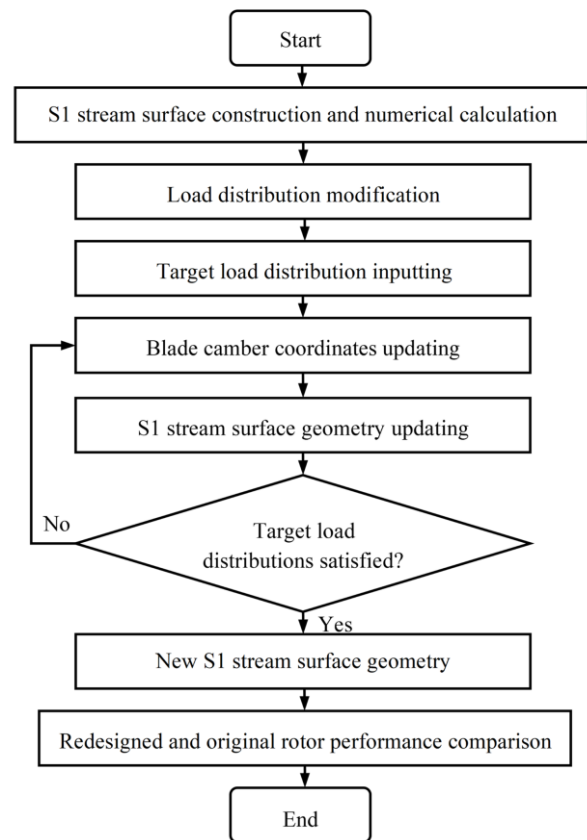 Start
S1 stream surface construction and numerical calculation
Load distribution modification
Target load distribution inputting
Blade camber coordinates updating
S1 stream surface geometry updating
No
Target load
distributions satisfied?
Yes
New S1 stream surface geometry
Redesigned and original rotor performance comparison
End